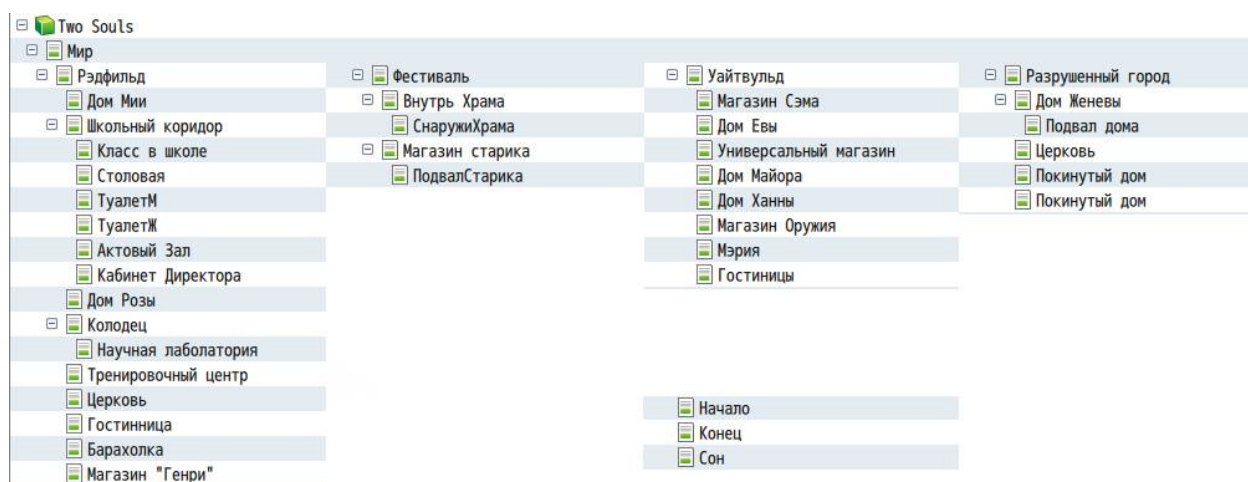 Two Souls
Мир
Рэдфильд
Дом Мии
Школьный коридор
Класс в школе
Столовая
ТуалетМ
ТуалетЖ
Актовый Зал
Кабинет Директора
Дом Розы
Колодец
Научная лаболатория
Тренировочный центр
Церковь
Гостинница
Барахолка
Магазин "Генри"
Фестиваль
Внутрь Храма
СнаружиХрама
Магазин старика
ПодвалСтарика
Уайтвульд
Магазин Сэма
Дом Евы
Универсальный магазин
Дом Майора
Дом Ханны
Магазин Оружия
Мэрия
Гостиницы
Начало
Конец
Сон
Разрушенный город
Дом Женевы
Подвал дома
Церковь
Покинутый дом
Покинутый дом